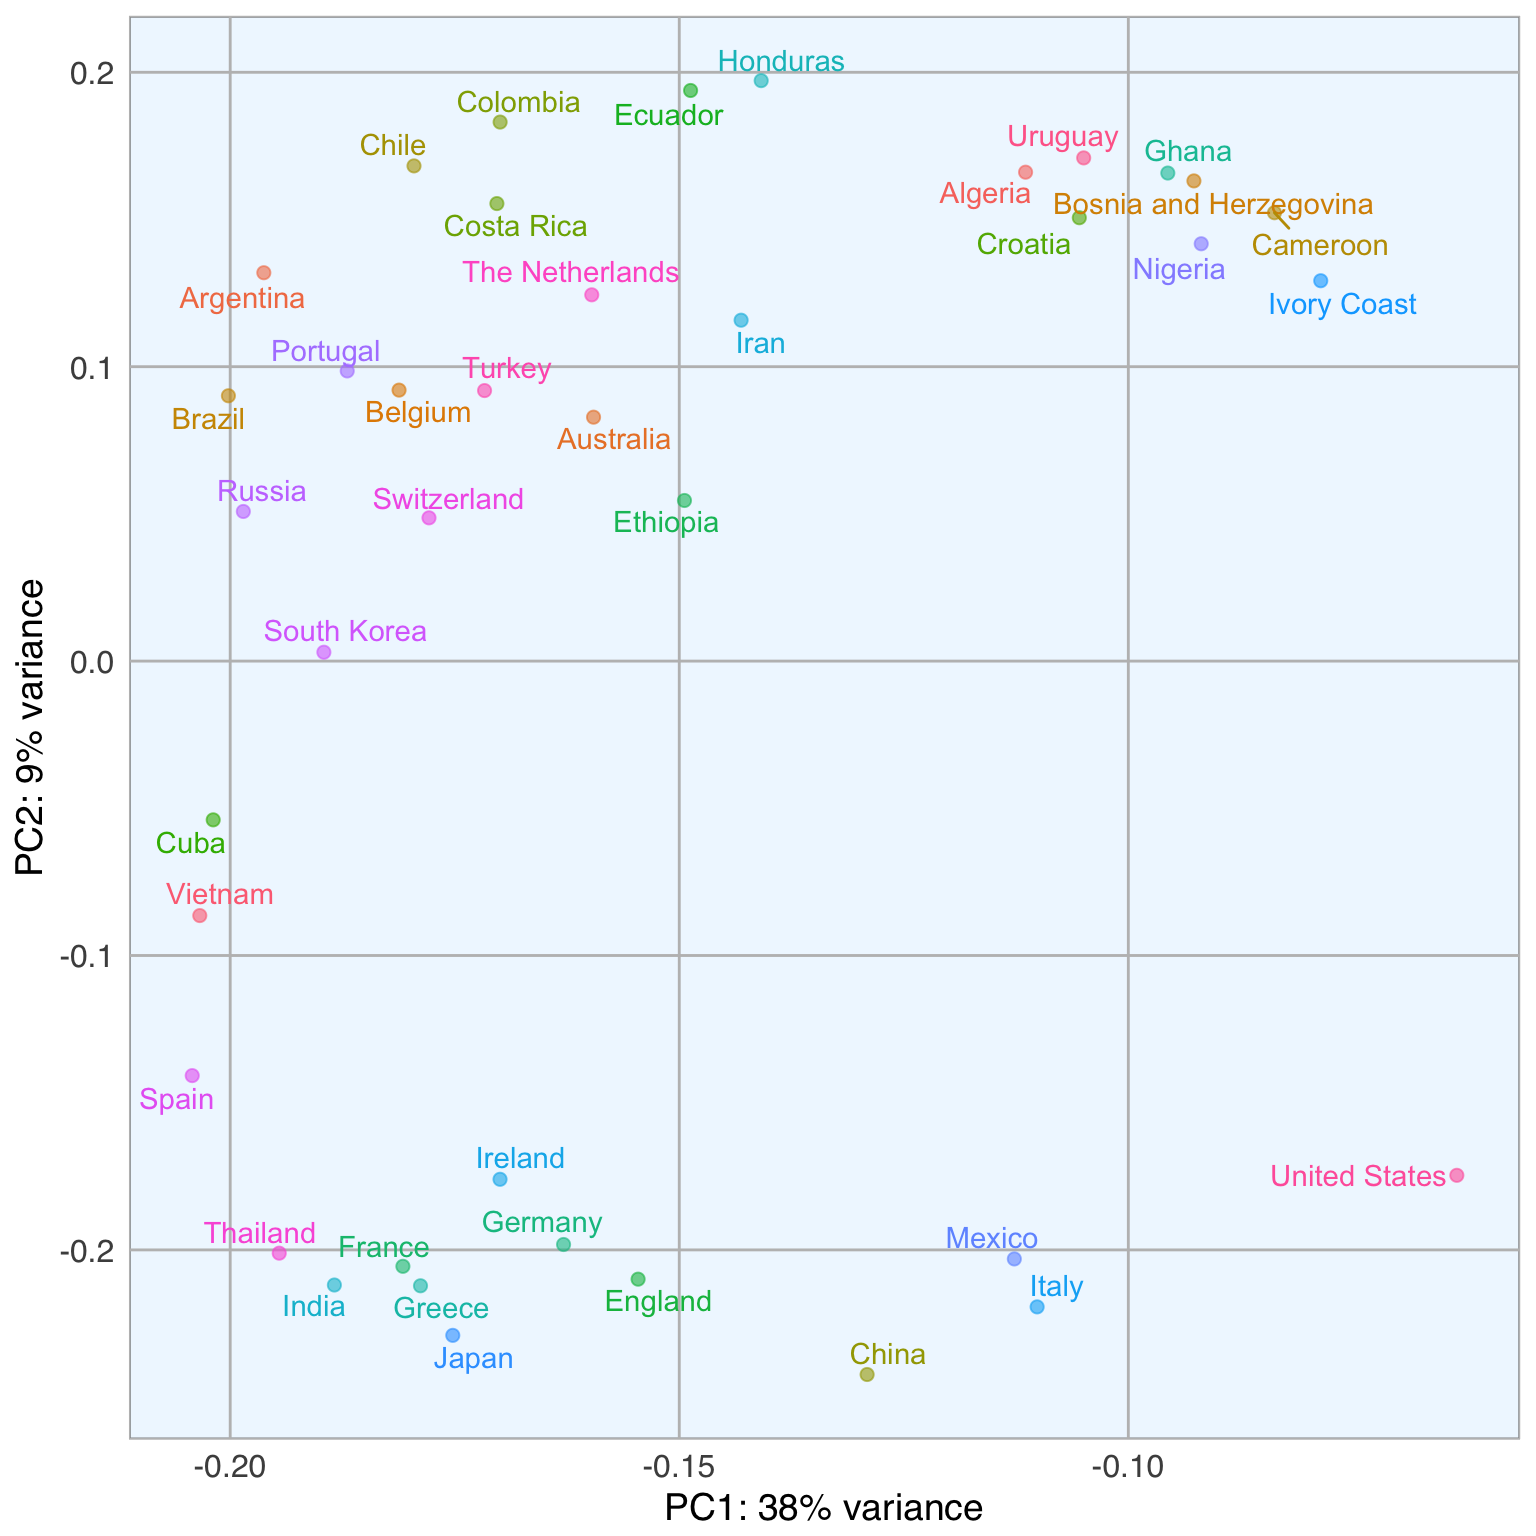 Honduras
0.2
Colombia
Ecuador
Uruguay
Chile
Ghana
Algeria
Bosnia and Herzegovina
Costa Rica
Croatia
Cameroon
Nigeria
The Netherlands
Argentina
Ivory Coast
Iran
Portugal
0.1
Turkey
Belgium
Brazil
Australia
Russia
Switzerland
Ethiopia
South Korea
0.0
PC2: 9% variance
Cuba
Vietnam
-0.1
Spain
Ireland
United States
Germany
Thailand
Mexico
France
-0.2
Italy
England
India
Greece
China
Japan
-0.20
-0.15
-0.10
PC1: 38% variance